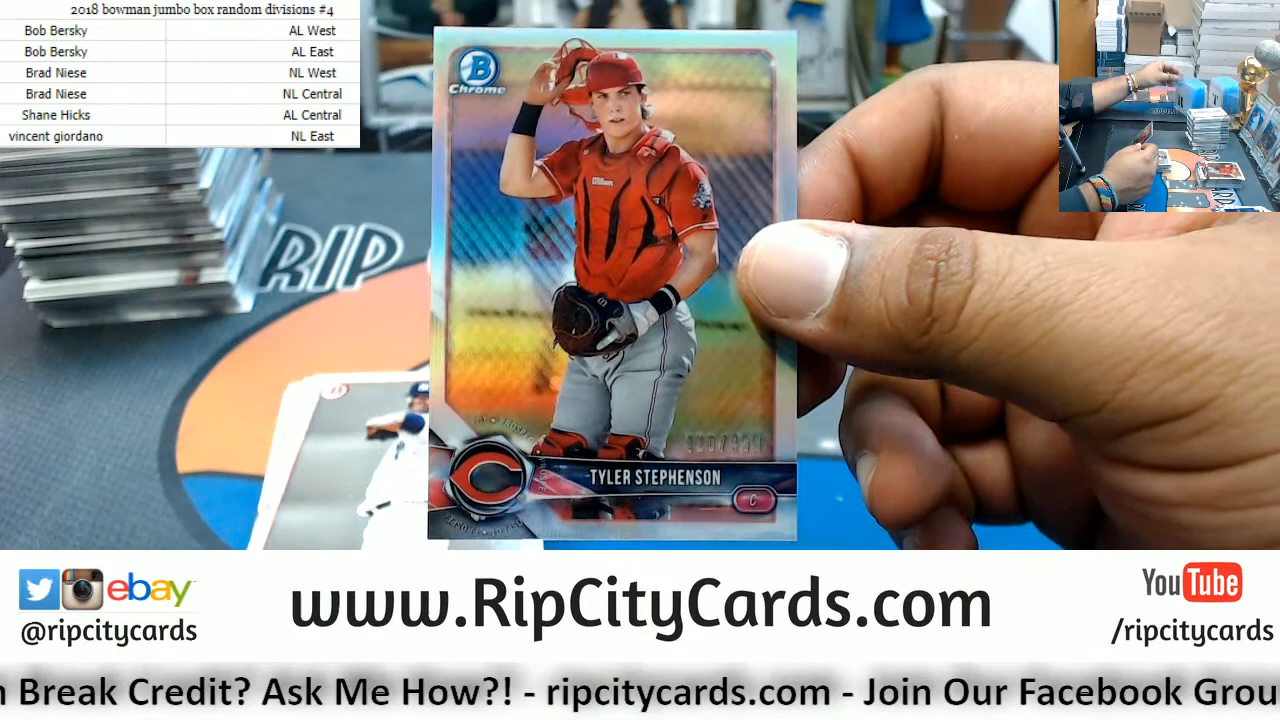 2018 bowman jumbo box random divisions #4
Bob Bersky AL West
Bob Bersky AL East
Brad Niese NL West
Brad Niese NL Central
Shane Hicks AL Central
vincent giordano NL East
B
Chrome
Wilson
RIP
TYLER STEPHENSON
C
C
ebay
www.RipCityCards.com
You Tube
@ripcitycards
/ripcitycards
Break Credit? Ask Me How?! - ripcitycards.com - Join Our Facebook